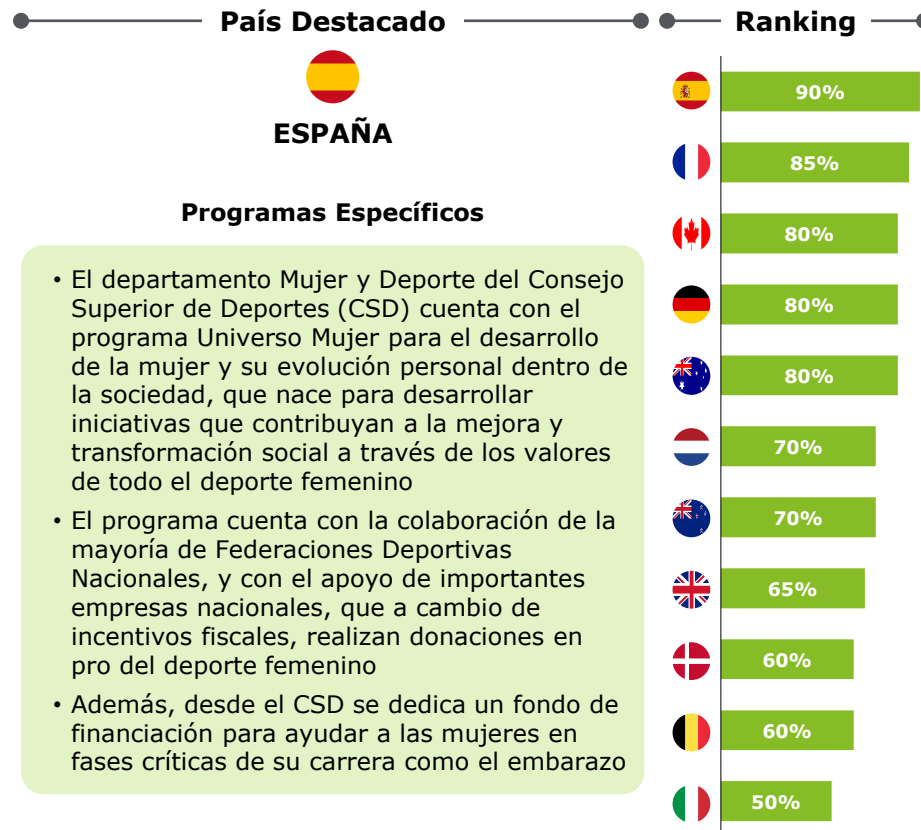 País Destacado
ESPAÑA
Programas Específicos
• El departamento Mujer y Deporte del Consejo
Superior de Deportes (CSD) cuenta con el
programa Universo Mujer para el desarrollo
de la mujer y su evolución personal dentro de
la sociedad, que nace para desarrollar
iniciativas que contribuyan a la mejora y
transformación social a través de los valores
de todo el deporte femenino
• El programa cuenta con la colaboración de la
mayoría de Federaciones Deportivas
Nacionales, y con el apoyo de importantes
empresas nacionales, que a cambio de
incentivos fiscales, realizan donaciones en
pro del deporte femenino
• Además, desde el CSD se dedica un fondo de
financiación para ayudar a las mujeres en
fases críticas de su carrera como el embarazo
Ranking
90%
85%
80%
80%
80%
70%
70%
65%
60%
60%
50%